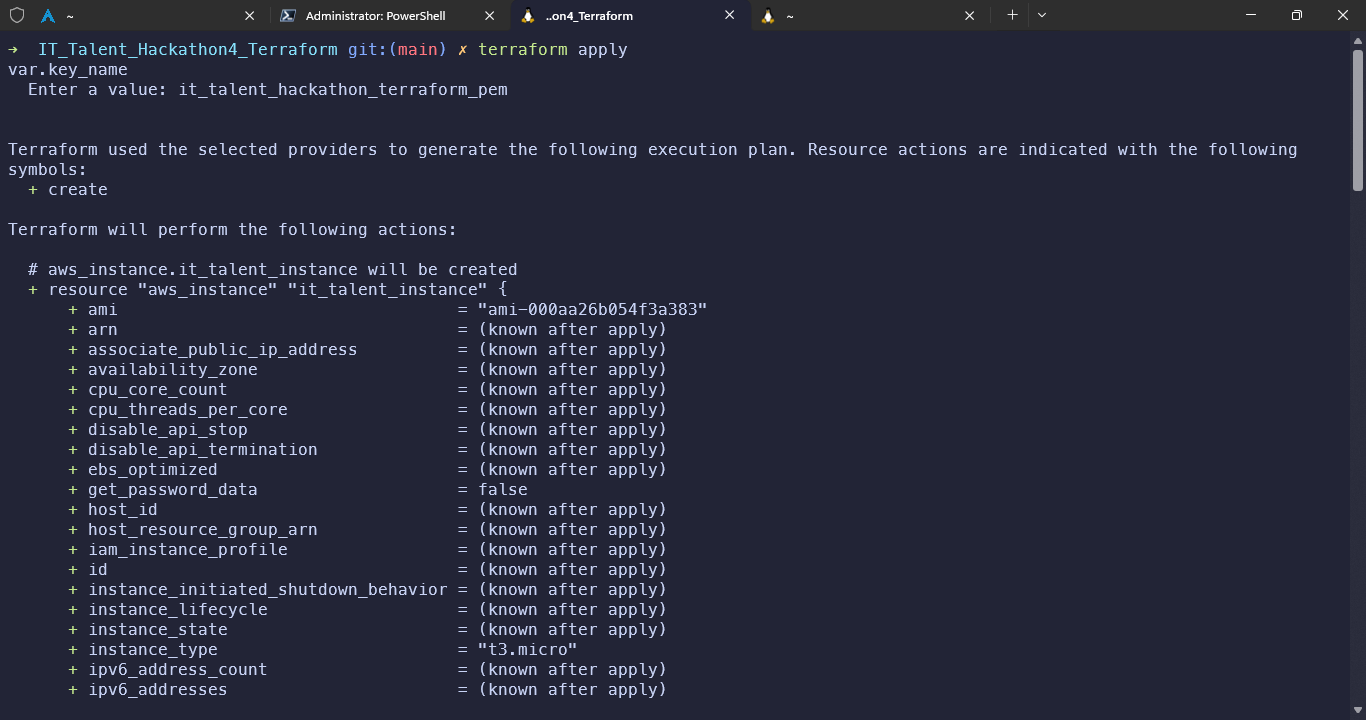 ~
Administrator: PowerShell
..on4_Terraform
~
→ IT_Talent_Hackathon4_Terraform git:(main) ✗ terraform apply
var.key_name
  Enter a value: it_talent_hackathon_terraform_pem
Terraform used the selected providers to generate the following execution plan. Resource actions are indicated with the following
symbols:
  + create
Terraform will perform the following actions:
  # aws_instance.it_talent_instance will be created
  + resource "aws_instance" "it_talent_instance" {
      + ami                                  = "ami-000aa26b054f3a383"
      + arn                                  = (known after apply)
      + associate_public_ip_address          = (known after apply)
      + availability_zone                    = (known after apply)
      + cpu_core_count                       = (known after apply)
      + cpu_threads_per_core                 = (known after apply)
      + disable_api_stop                     = (known after apply)
      + disable_api_termination              = (known after apply)
      + ebs_optimized                        = (known after apply)
      + get_password_data                    = false
      + host_id                              = (known after apply)
      + host_resource_group_arn              = (known after apply)
      + iam_instance_profile                 = (known after apply)
      + id                                   = (known after apply)
      + instance_initiated_shutdown_behavior = (known after apply)
      + instance_lifecycle                   = (known after apply)
      + instance_state                       = (known after apply)
      + instance_type                        = "t3.micro"
      + ipv6_address_count                   = (known after apply)
      + ipv6_addresses                       = (known after apply)